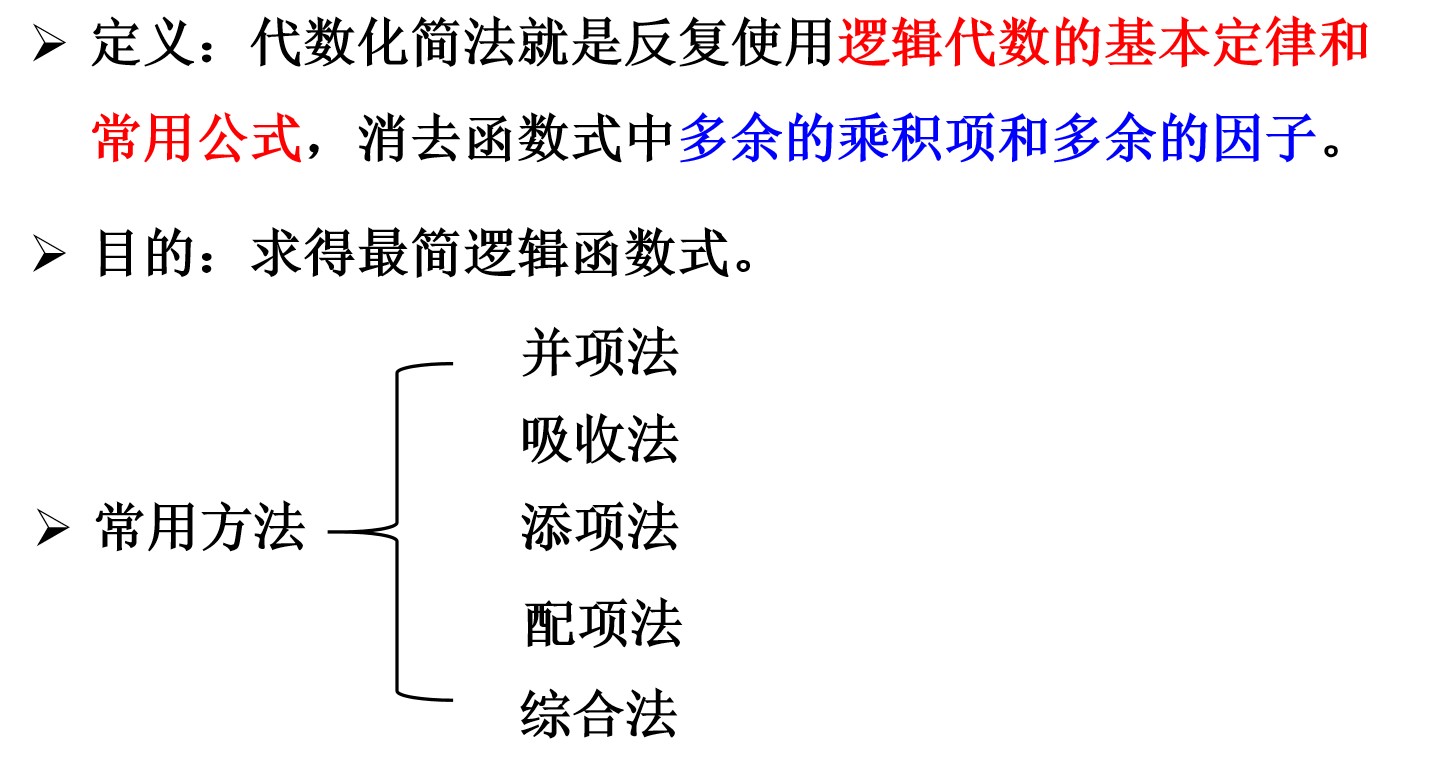 ➢ 定义：代数化简法就是反复使用逻辑代数的基本定律和
常用公式，消去函数式中多余的乘积项和多余的因子。
➢ 目的：求得最简逻辑函数式。
➢ 常用方法
并项法
吸收法
添项法
配项法
综合法